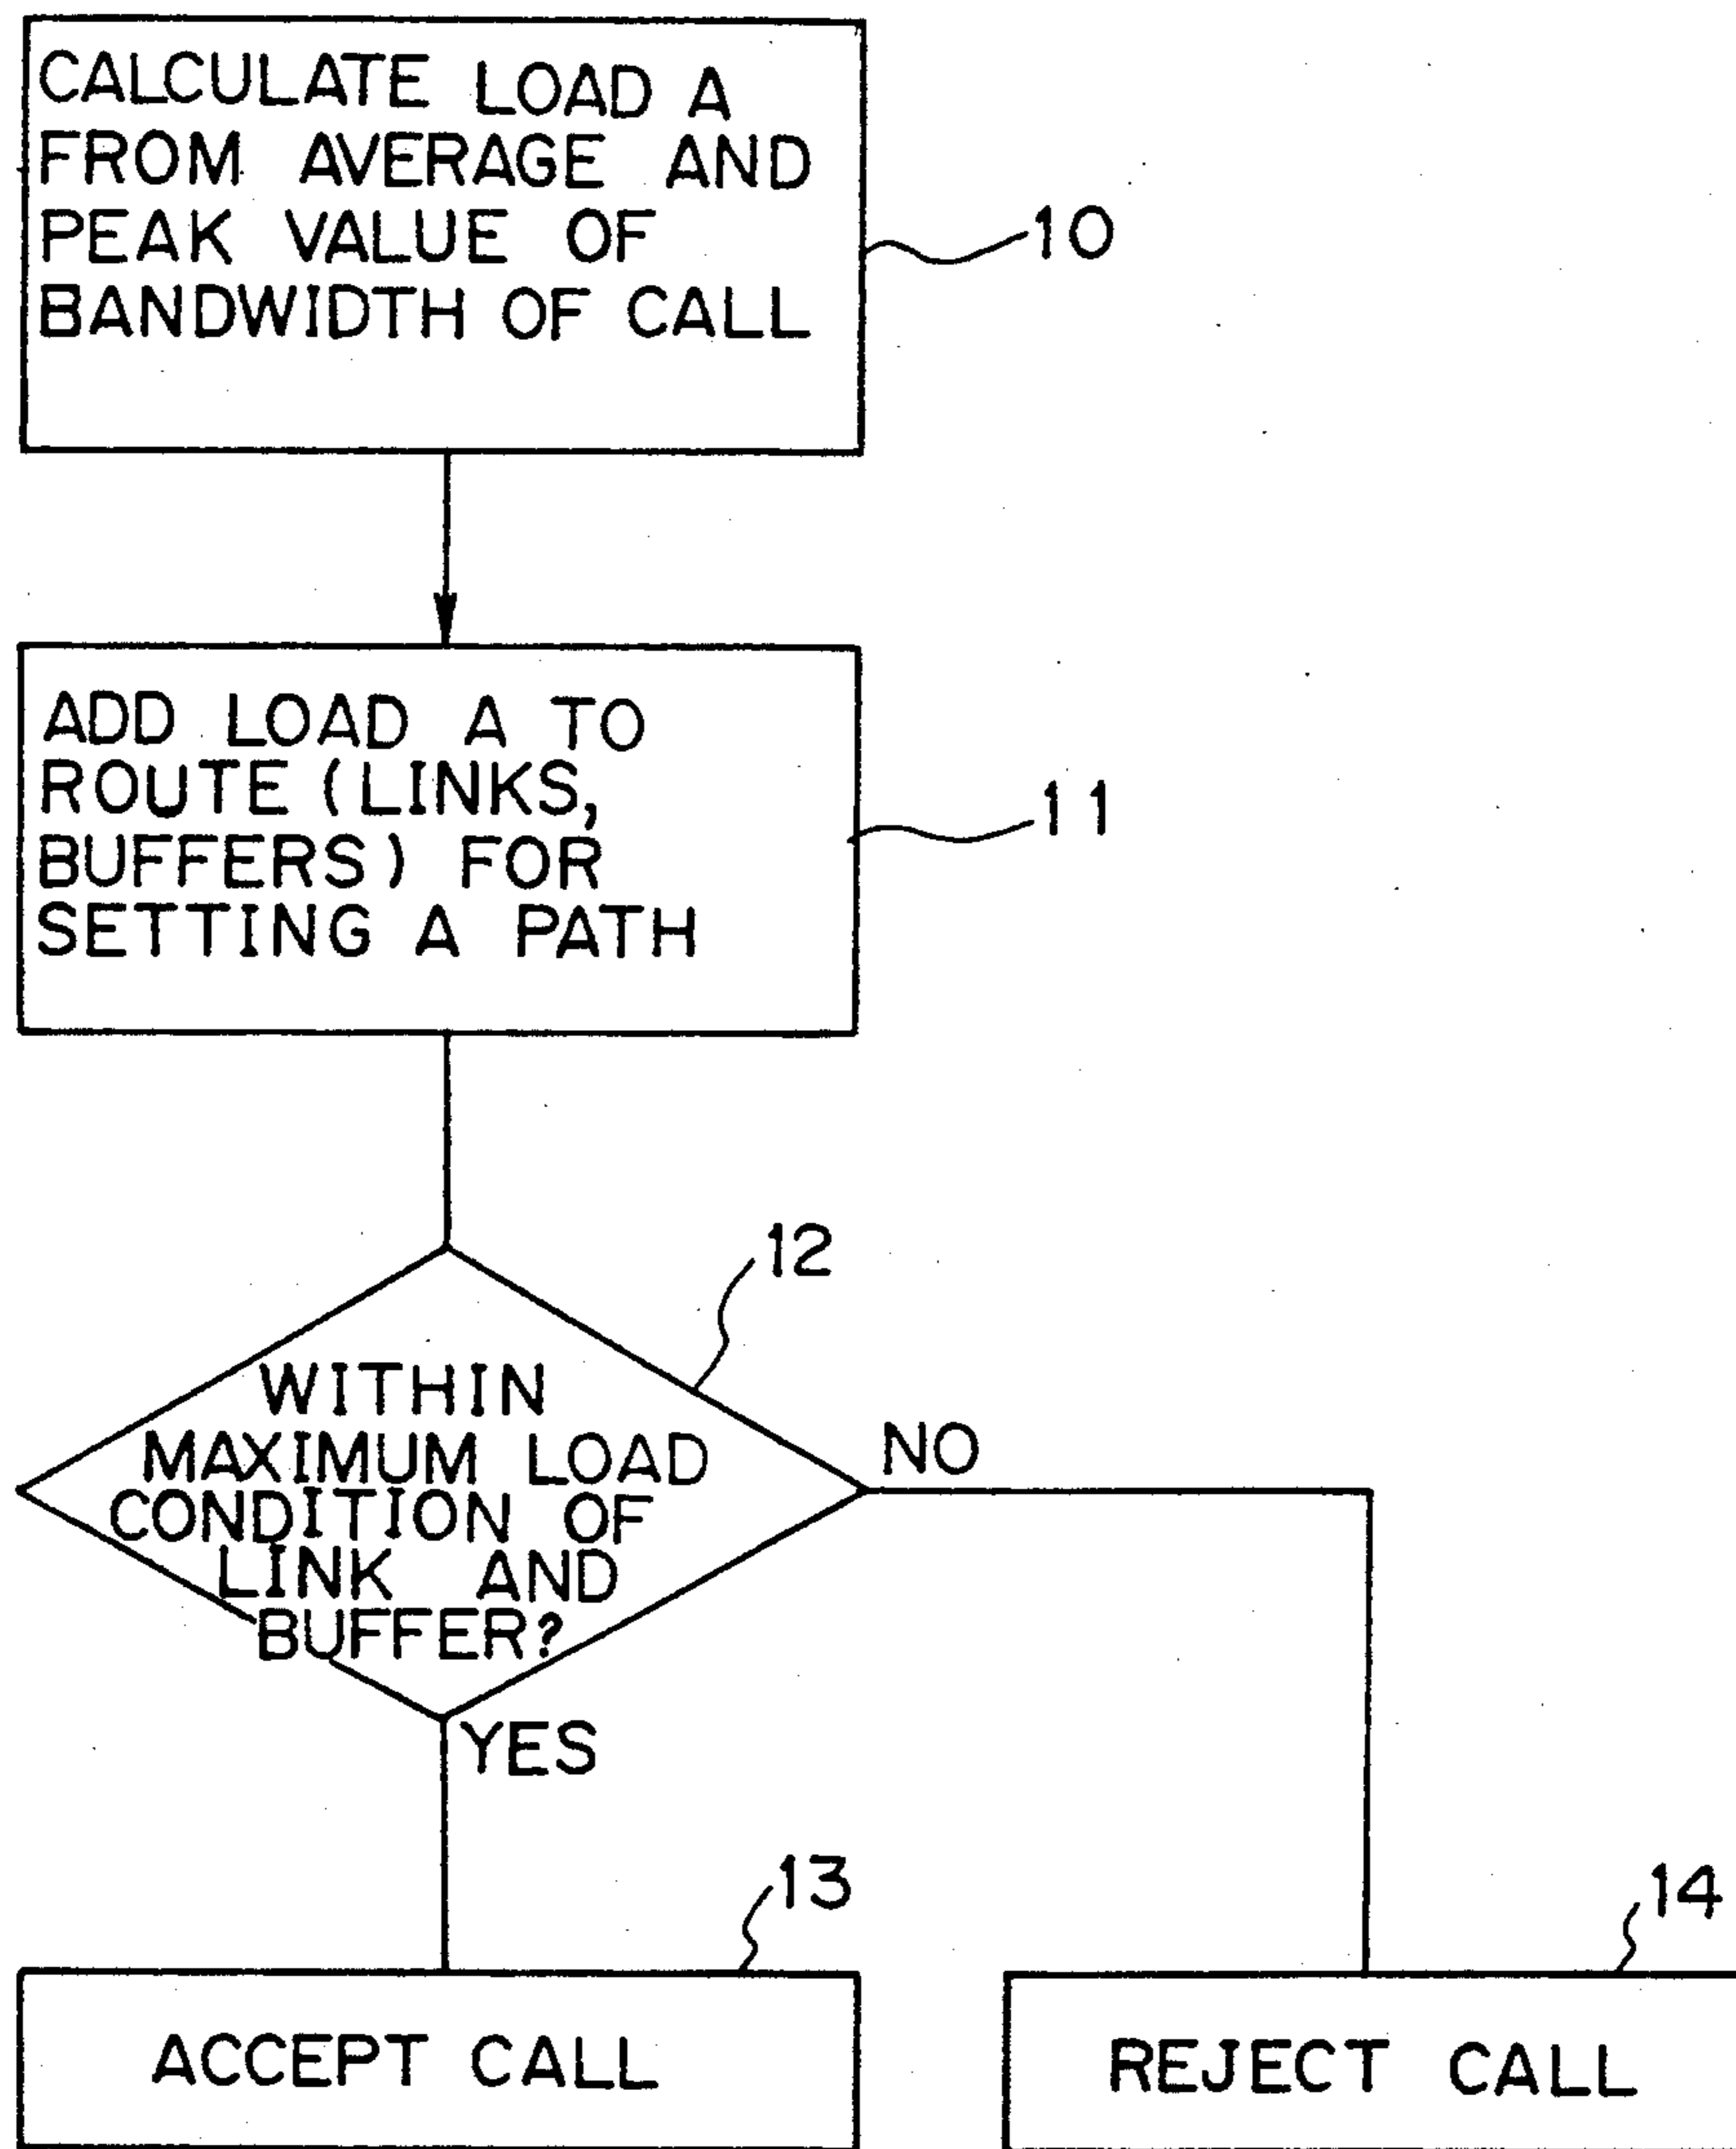 CALCULATE LOAD A
FROM AVERAGE AND
PEAK VALUE OF
BANDWIDTH OF CALL
10
ADD LOAD A TO
ROUTE (LINKS,
BUFFERS) FOR
SETTING A PATH
11
12
WITHIN
MAXIMUM LOAD
CONDITION OF
LINK AND
BUFFER?
NO
YES
13
ACCEPT CALL
14
REJECT CALL